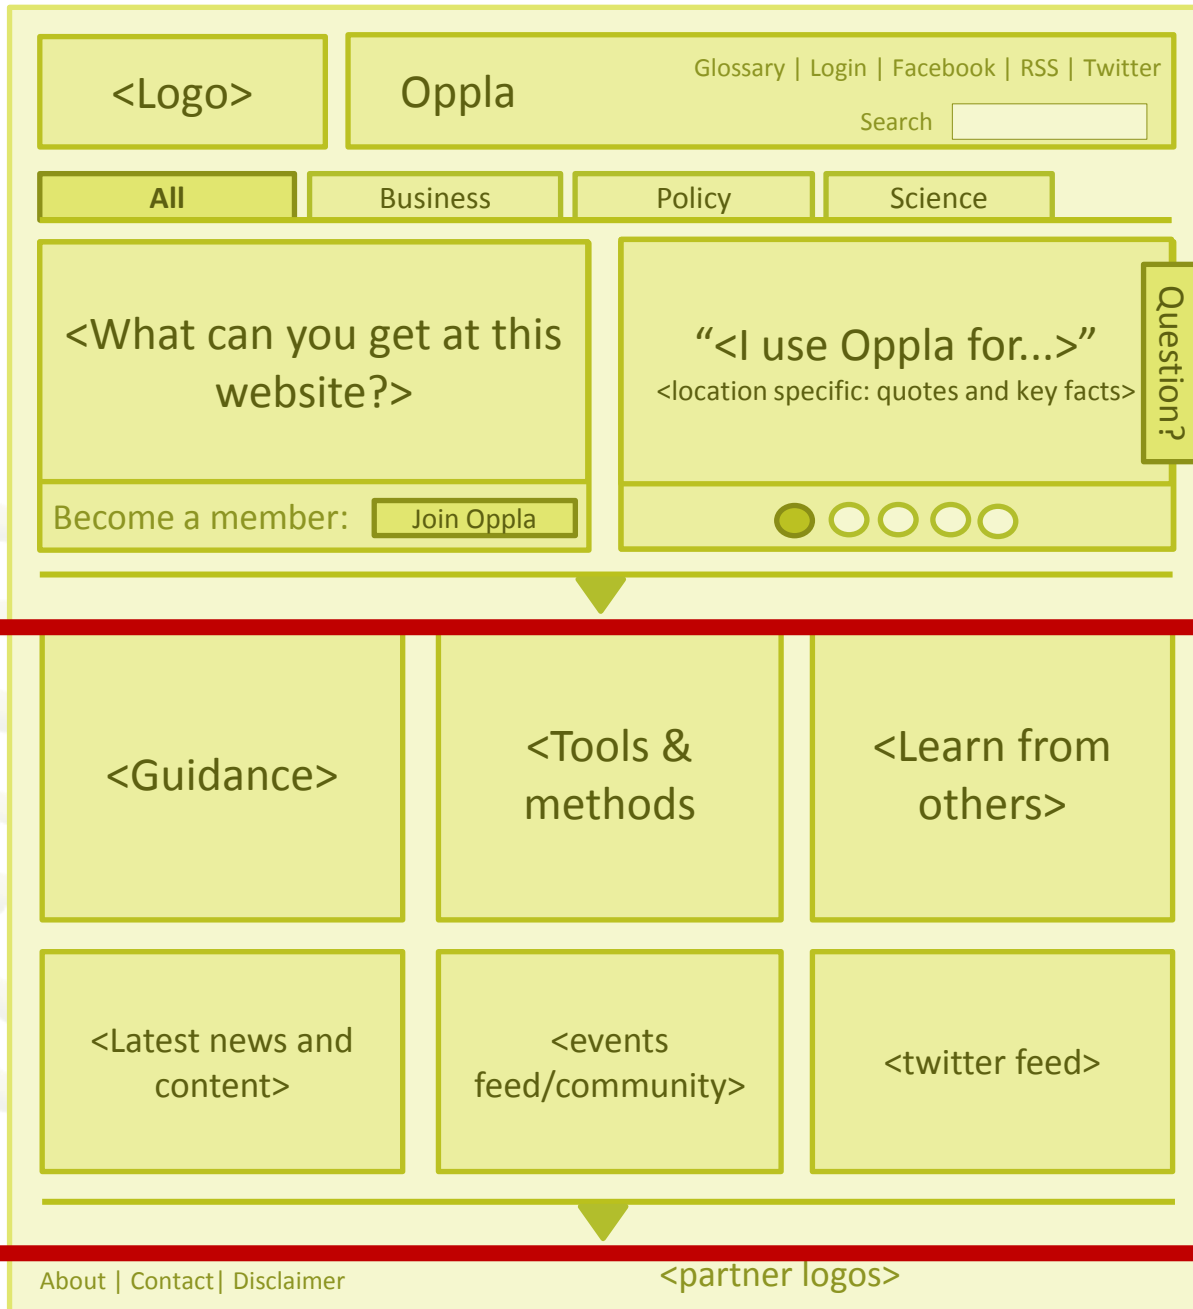 <Logo>
Oppla
Glossary | Login | Facebook | RSS | Twitter
Search
All
Business
Policy
Science
<What can you get at this
website?>
Become a member:
Join Oppla
“<I use Oppla for...>”
<location specific: quotes and key facts>
Question?
<Guidance>
<Tools &
methods
<Learn from
others>
<Latest news and
content>
<events
feed/community>
<twitter feed>
About | Contact| Disclaimer
<partner logos>